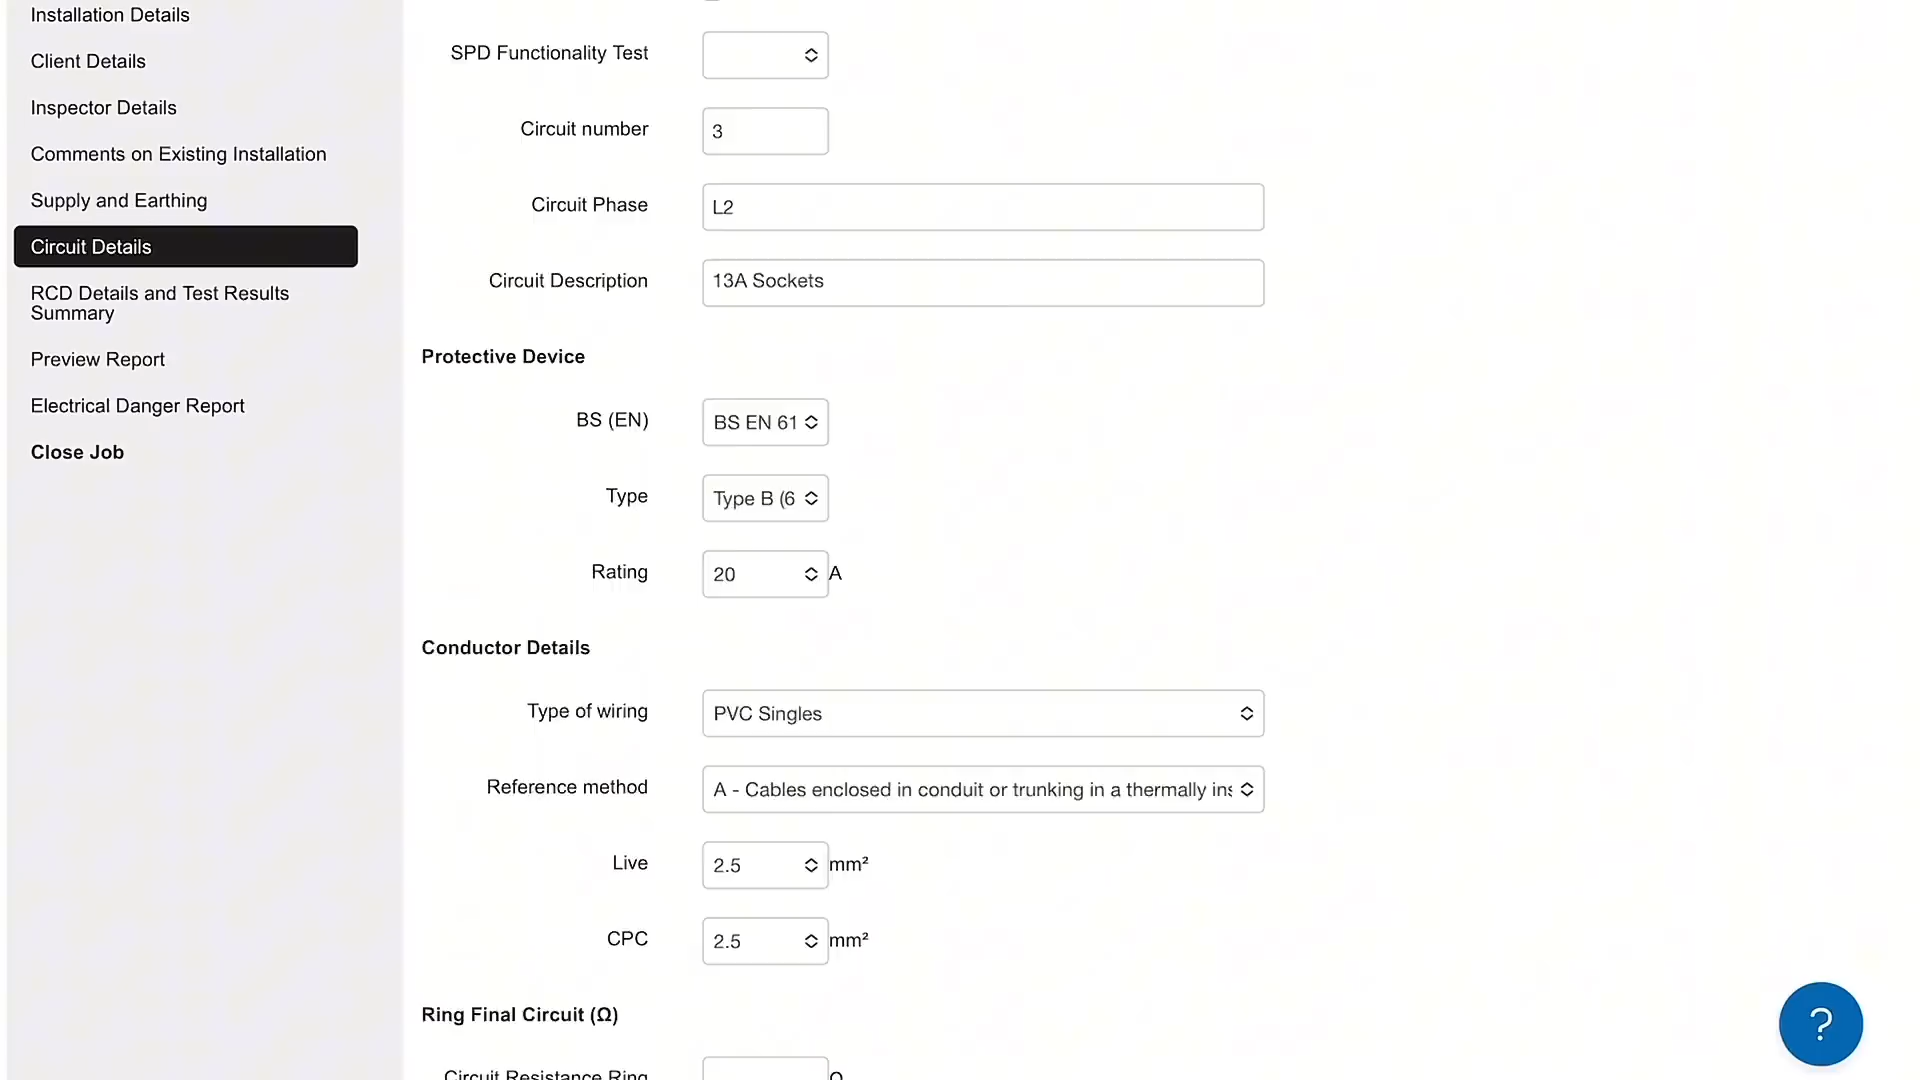 Installation Details
Client Details
Inspector Details
Comments on Existing Installation
Supply and Earthing
Circuit Details
RCD Details and Test Results
Summary
Preview Report
Electrical Danger Report
Close Job
SPD Functionality Test
Circuit number 3
Circuit Phase L2
Circuit Description 13A Sockets
Protective Device
BS (EN) BS EN 61
Type Type B (6
Rating 20 A
Conductor Details
Type of wiring PVC Singles
Reference method A - Cables enclosed in conduit or trunking in a thermally ins
Live 2.5 mm²
CPC 2.5 mm²
Ring Final Circuit (Ω)
Circuit Resistance Ring Ω
?